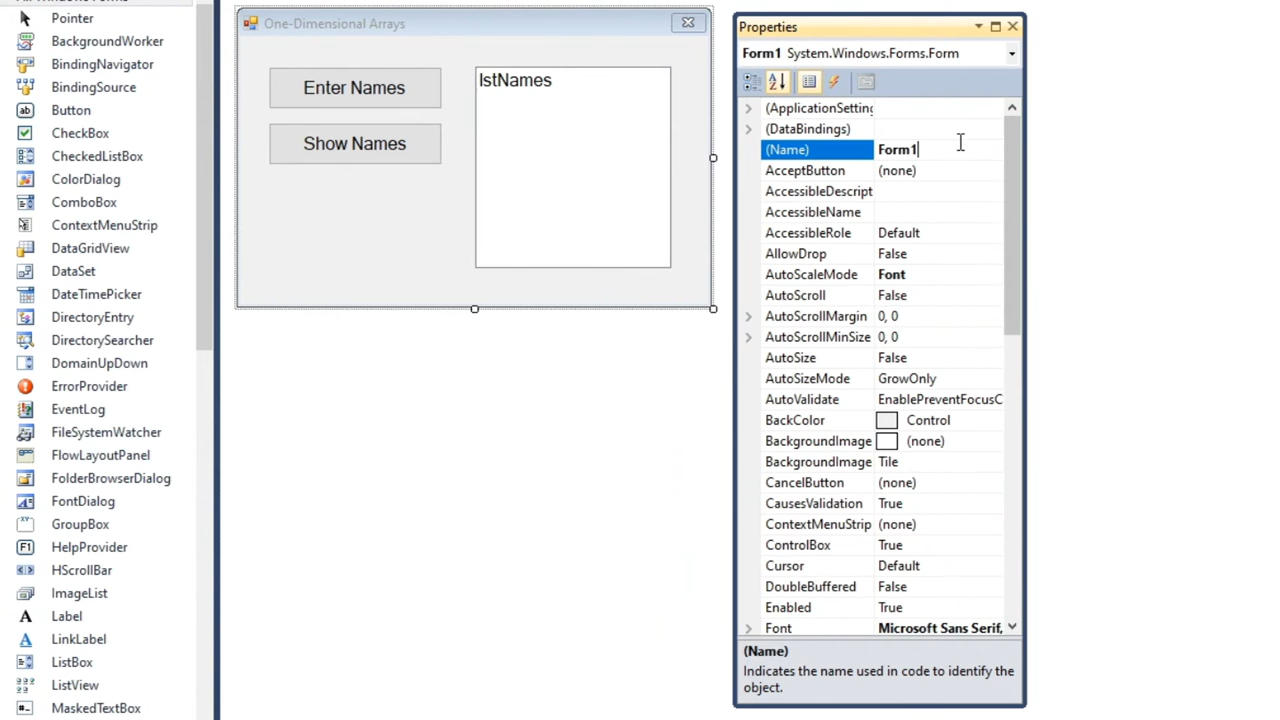 Pointer
BackgroundWorker
BindingNavigator
BindingSource
Button
CheckBox
CheckedListBox
ColorDialog
ComboBox
ContextMenuStrip
DataGridView
DataSet
DateTimePicker
DirectoryEntry
DirectorySearcher
DomainUpDown
ErrorProvider
EventLog
FileSystemWatcher
FlowLayoutPanel
FolderBrowserDialog
FontDialog
GroupBox
HelpProvider
HScrollBar
ImageList
Label
LinkLabel
ListBox
ListView
MaskedTextBox
One-Dimensional Arrays
Enter Names
Show Names
lstNames
Properties
Form1 System.Windows.Forms.Form
(ApplicationSetting
(DataBindings)
(Name) Form1
AcceptButton (none)
AccessibleDescript
AccessibleName
AccessibleRole Default
AllowDrop False
AutoScaleMode Font
AutoScroll False
AutoScrollMargin 0, 0
AutoScrollMinSize 0, 0
AutoSize False
AutoSizeMode GrowOnly
AutoValidate EnablePreventFocusC
BackColor Control
BackgroundImage (none)
BackgroundImage Tile
CancelButton (none)
CausesValidation True
ContextMenuStrip (none)
ControlBox True
Cursor Default
DoubleBuffered False
Enabled True
Font Microsoft Sans Serif,
(Name)
Indicates the name used in code to identify the
object.